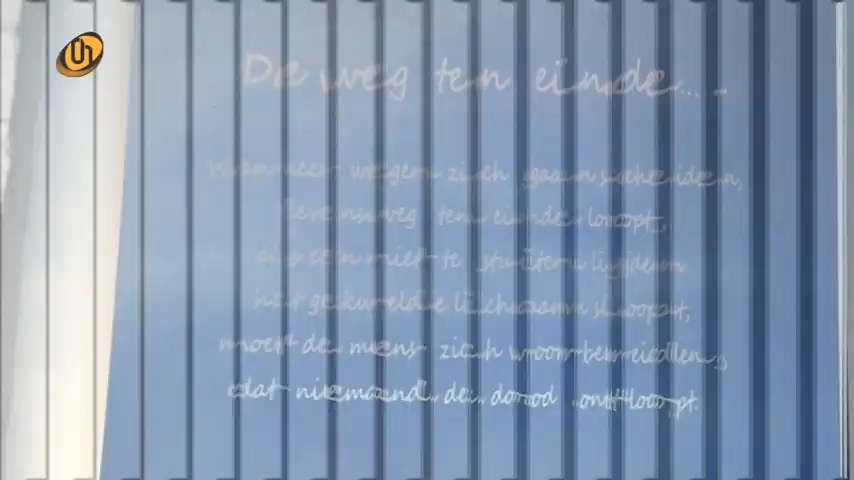 De weg ten einde....
Wanneer wegen zich gaan scheiden,
levensweg ten einde loopt,
als een niet te stuiten lijden
het gekwelde lichaam sloopt,
moet de mens zich voorbereiden,
dat niemand de dood ontloopt.